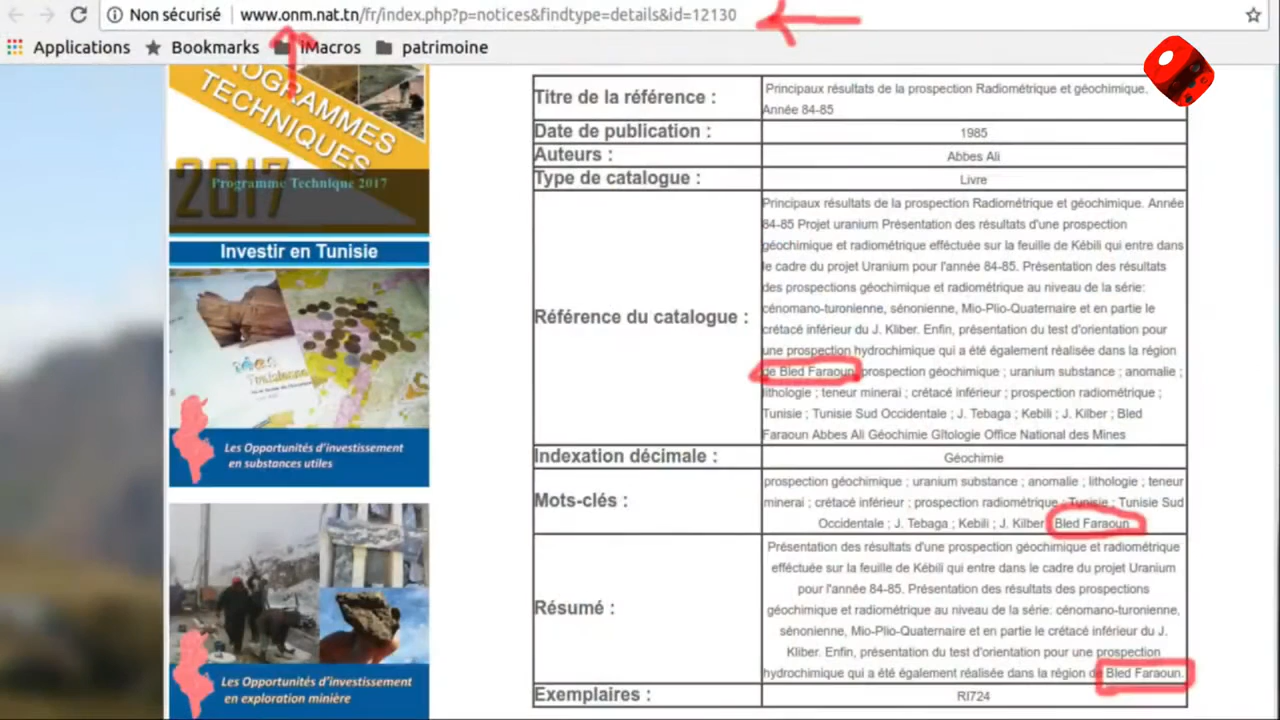 Non sécurisé
www.onm.nat.tn/fr/index.php?p=notices&findtype=details&id=12130
Applications
Bookmarks
iMacros
patrimoine
PROGRAMMES
TECHNIQUES
2017
Programme Technique 2017
Investir en Tunisie
Les Opportunités d'investissement
en substances utiles
Les Opportunités d'investissement
en exploration minière
Titre de la référence :
Principaux résultats de la prospection Radiométrique et géochimique.
Année 84-85
Date de publication :
1985
Auteurs :
Abbes Ali
Type de catalogue :
Livre
Référence du catalogue :
Principaux résultats de la prospection Radiométrique et géochimique. Année
84-85 Projet uranium Présentation des résultats d'une prospection
géochimique et radiométrique efféctuée sur la feuille de Kébili qui entre dans
le cadre du projet Uranium pour l'année 84-85. Présentation des résultats
des prospections géochimique et radiométrique au niveau de la série:
cénomano-turonienne, sénonienne, Mio-Plio-Quaternaire et en partie le
crétacé inférieur du J. Kliber. Enfin, présentation du test d'orientation pour
une prospection hydrochimique qui a été également réalisée dans la région
de Bled Faraoun. prospection géochimique ; uranium substance ; anomalie ;
lithologie ; teneur minerai ; crétacé inférieur ; prospection radiométrique ;
Tunisie ; Tunisie Sud Occidentale ; J. Tebaga ; Kebili ; J. Kilber ; Bled
Faraoun Abbes Ali Géochimie Gîtologie Office National des Mines
Indexation décimale :
Géochimie
Mots-clés :
prospection géochimique ; uranium substance ; anomalie ; lithologie ; teneur
minerai ; crétacé inférieur ; prospection radiométrique ; Tunisie ; Tunisie Sud
Occidentale ; J. Tebaga ; Kebili ; J. Kilber ; Bled Faraoun
Résumé :
Présentation des résultats d'une prospection géochimique et radiométrique
efféctuée sur la feuille de Kébili qui entre dans le cadre du projet Uranium
pour l'année 84-85. Présentation des résultats des prospections
géochimique et radiométrique au niveau de la série: cénomano-turonienne,
sénonienne, Mio-Plio-Quaternaire et en partie le crétacé inférieur du J.
Kliber. Enfin, présentation du test d'orientation pour une prospection
hydrochimique qui a été également réalisée dans la région de Bled Faraoun.
Exemplaires :
RI724